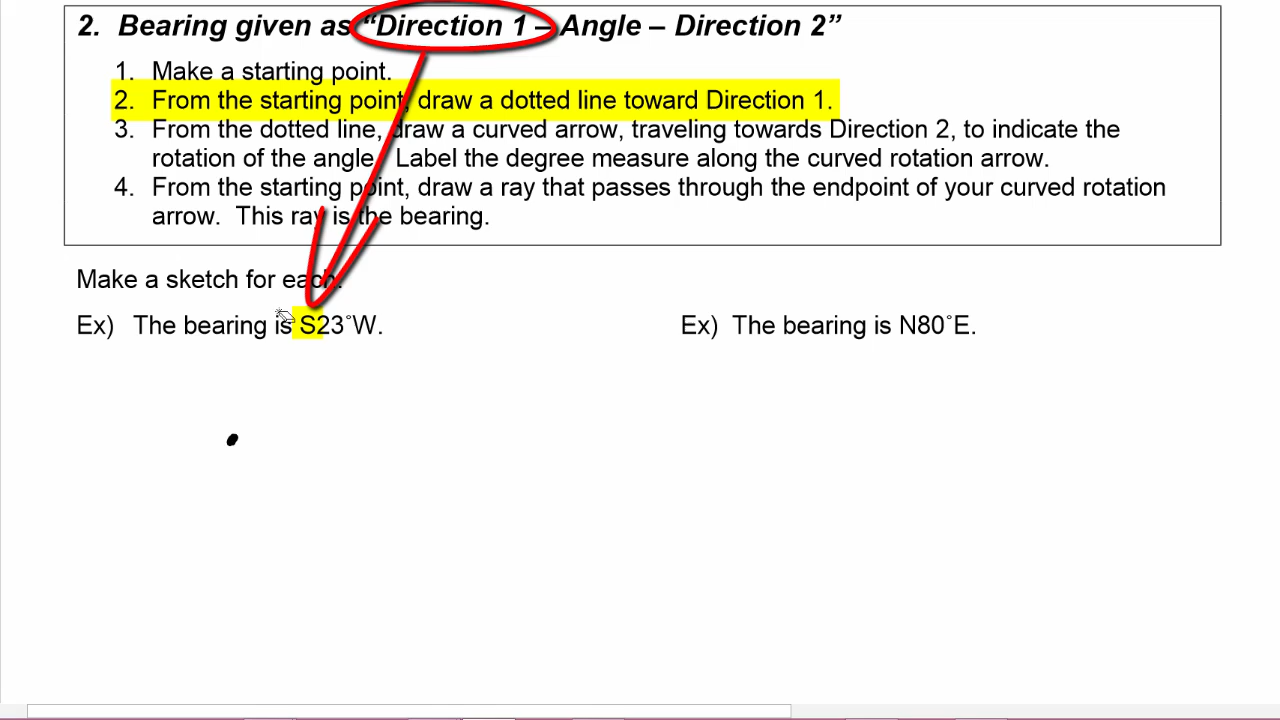 2. Bearing given as “Direction 1 – Angle – Direction 2”
1. Make a starting point.
2. From the starting point, draw a dotted line toward Direction 1.
3. From the dotted line, draw a curved arrow, traveling towards Direction 2, to indicate the
rotation of the angle. Label the degree measure along the curved rotation arrow.
4. From the starting point, draw a ray that passes through the endpoint of your curved rotation
arrow. This ray is the bearing.
Make a sketch for each.
Ex) The bearing is S23˚W.
Ex) The bearing is N80˚E.